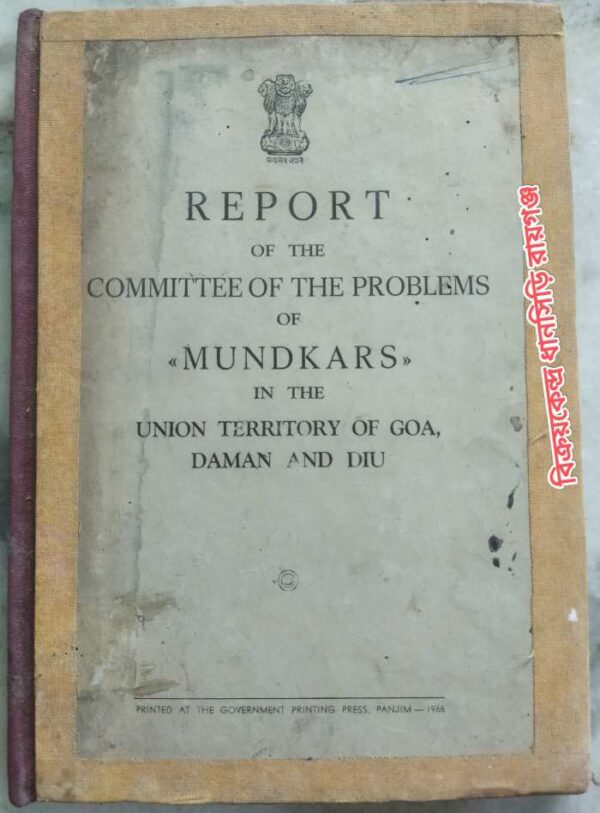 सत्यमेव जयते
REPORT
OF THE
COMMITTEE OF THE PROBLEMS
OF
«MUNDKARS»
IN THE
UNION TERRITORY OF GOA,
DAMAN AND DIU
PRINTED AT THE GOVERNMENT PRINTING PRESS, PANJIM — 1966
বিক্রয়কেন্দ্র ধানসিড়ি রায়গঞ্জ